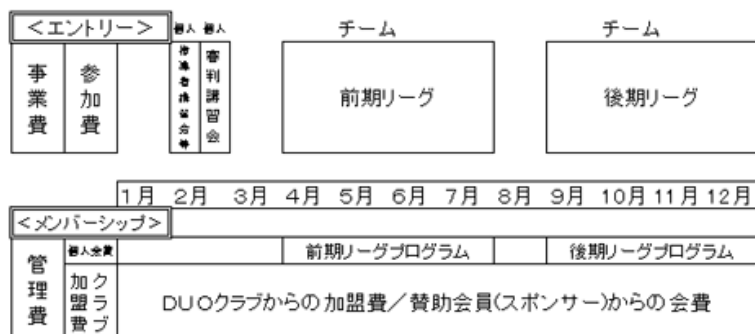 <エントリー>
個人 個人
チーム
チーム
事業費
参加費
審判講習会
前期リーグ
後期リーグ
1月 2月 3月 4月 5月 6月 7月 8月 9月 10月 11月 12月
<メンバーシップ>
管理費
個人会費
前期リーグプログラム
後期リーグプログラム
クラブ加盟費
DUOクラブからの加盟費/賛助会員(スポンサー)からの会費